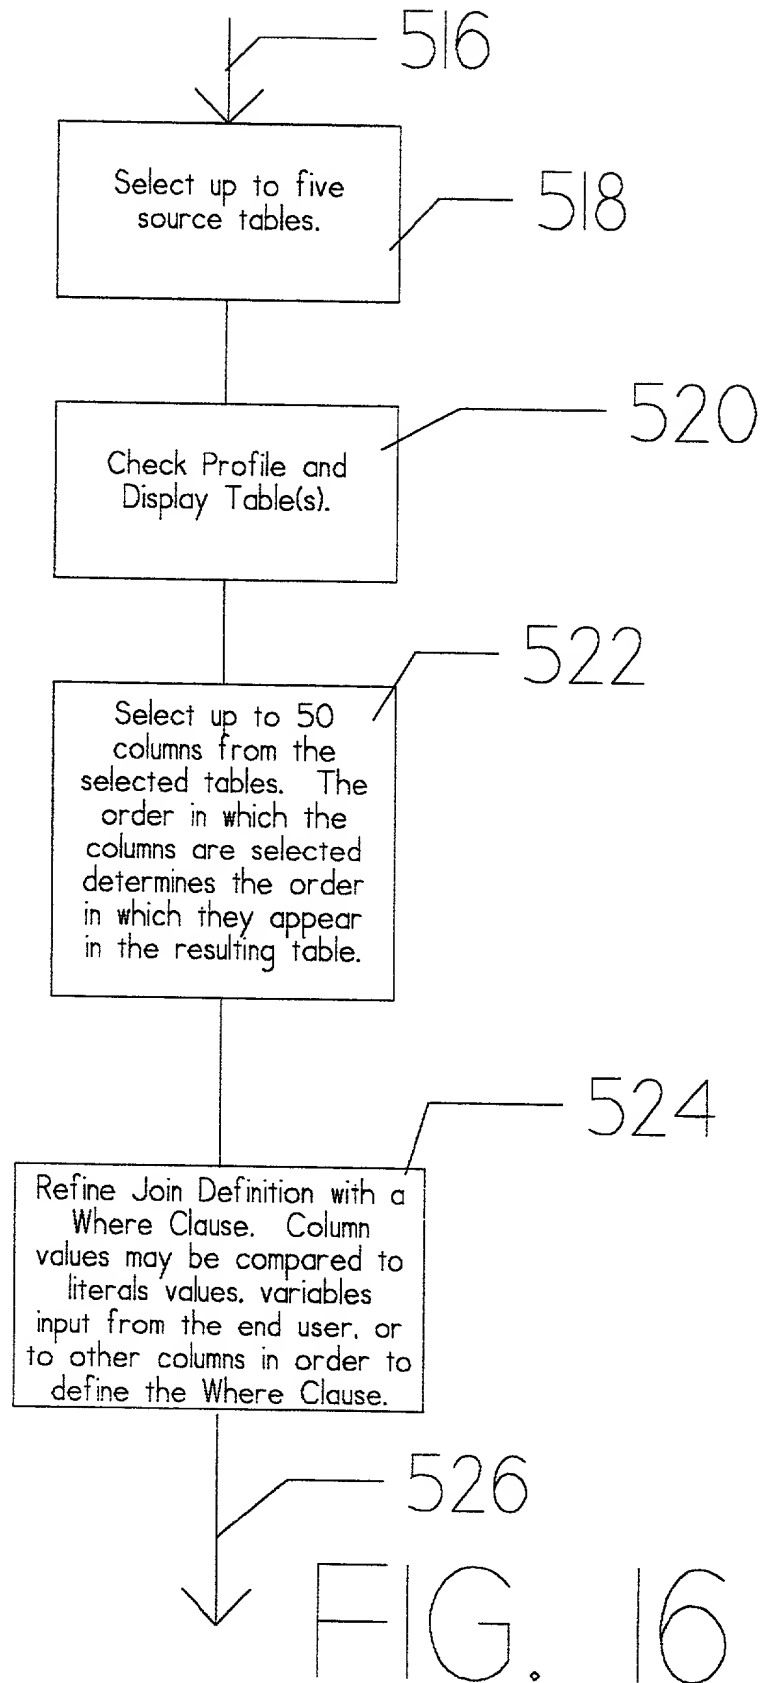 516
Select up to five
source tables.
518
520
Check Profile and
Display Table(s).
522
Select up to 50
columns from the
selected tables. The
order in which the
columns are selected
determines the order
in which they appear
in the resulting table.
524
Refine Join Definition with a
Where Clause. Column
values may be compared to
literals values, variables
input from the end user, or
to other columns in order to
define the Where Clause.
526
FIG. 16